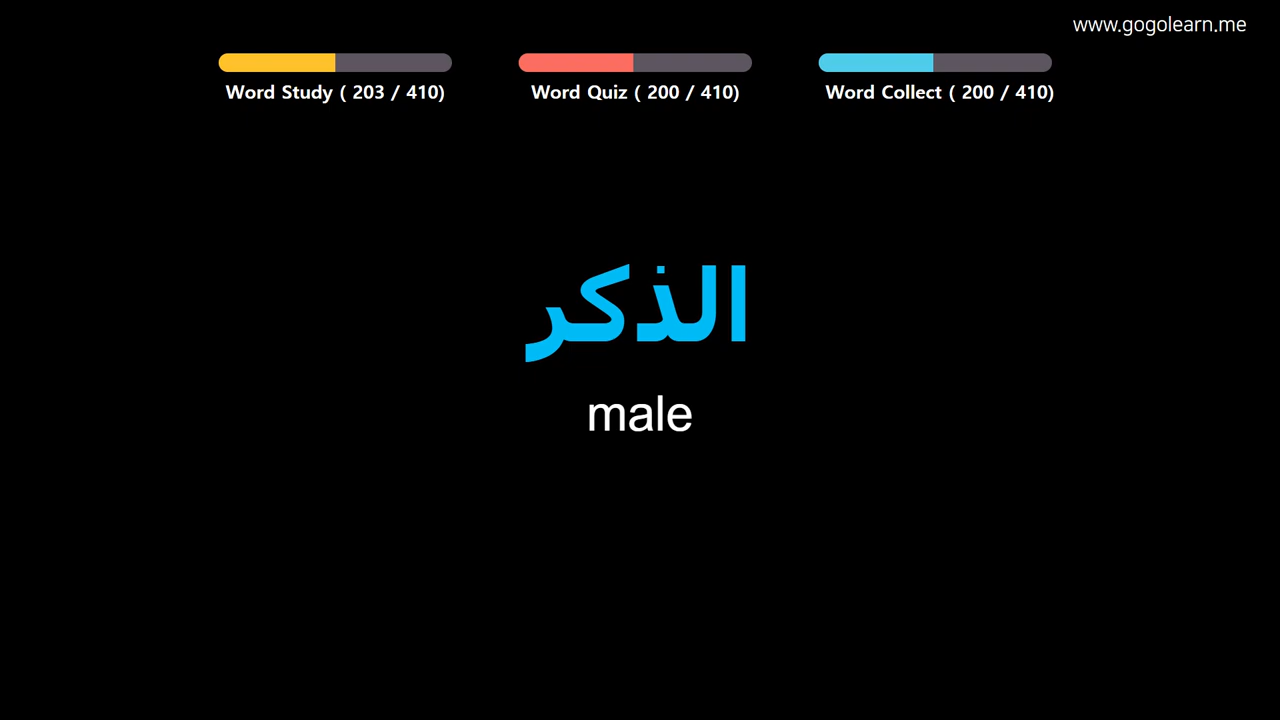 www.gogolearn.me
Word Study ( 203 / 410)
Word Quiz ( 200 / 410)
Word Collect ( 200 / 410)
الذكر
male